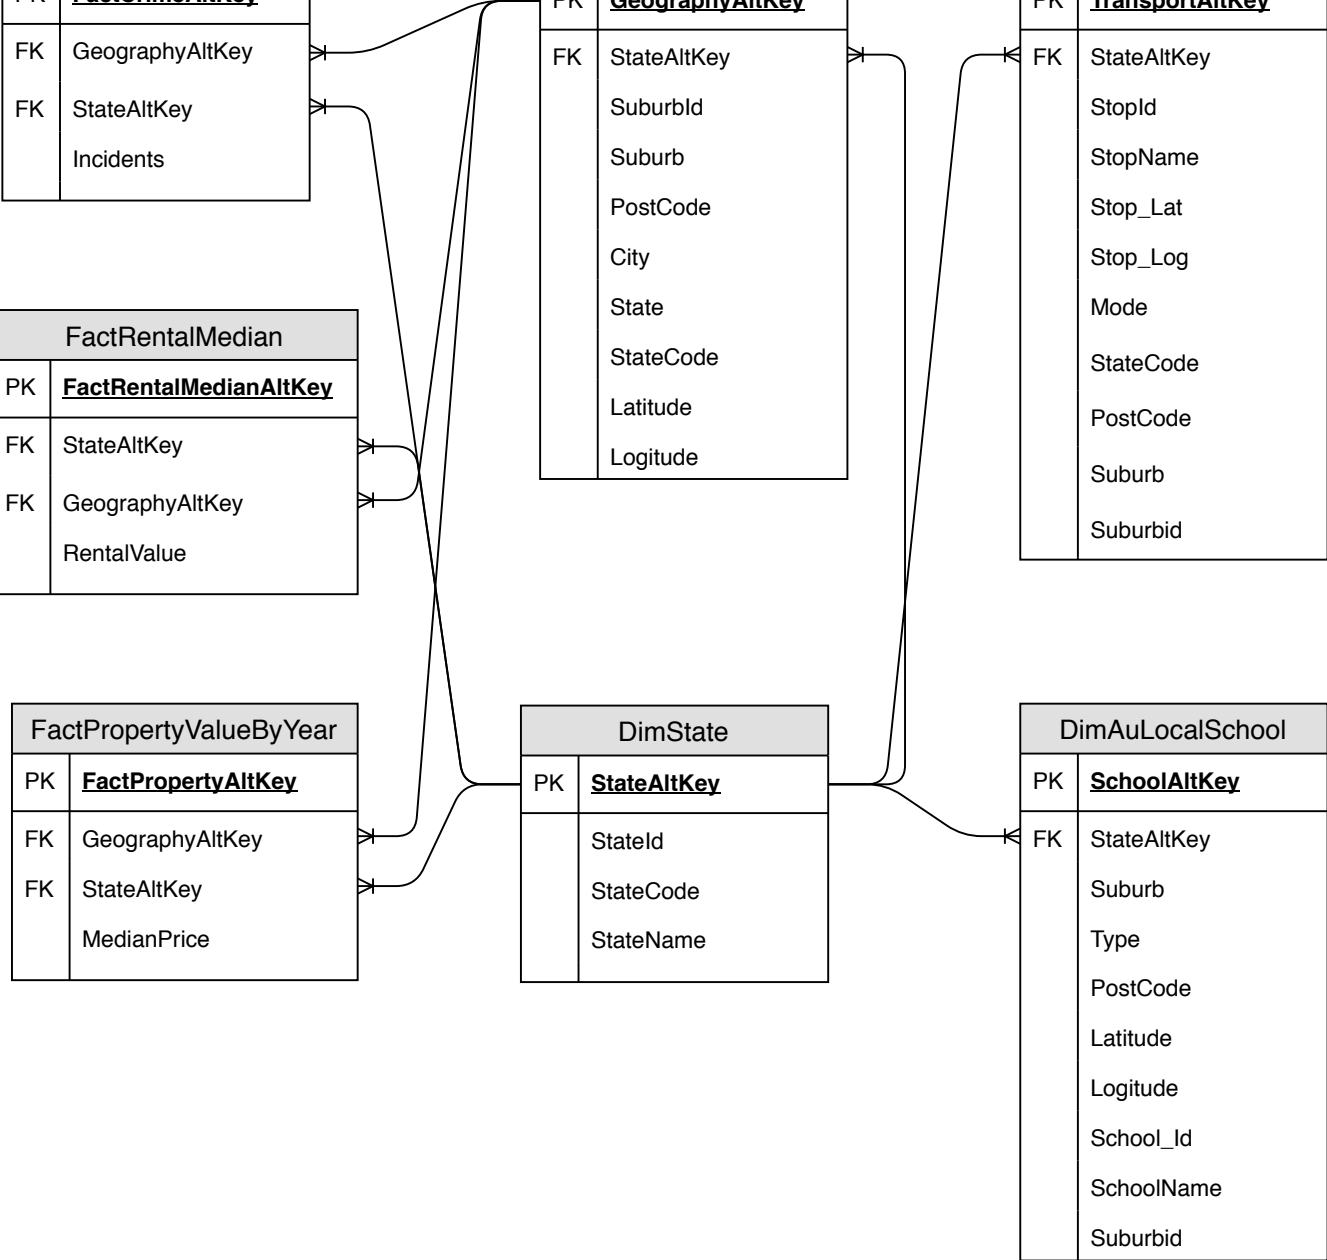 PK FactCrimeAltKey
FK GeographyAltKey
FK StateAltKey
Incidents
FactRentalMedian
PK FactRentalMedianAltKey
FK StateAltKey
FK GeographyAltKey
RentalValue
FactPropertyValueByYear
PK FactPropertyAltKey
FK GeographyAltKey
FK StateAltKey
MedianPrice
PK GeographyAltKey
FK StateAltKey
SuburbId
Suburb
PostCode
City
State
StateCode
Latitude
Logitude
DimState
PK StateAltKey
StateId
StateCode
StateName
PK TransportAltKey
FK StateAltKey
StopId
StopName
Stop_Lat
Stop_Log
Mode
StateCode
PostCode
Suburb
Suburbid
DimAuLocalSchool
PK SchoolAltKey
FK StateAltKey
Suburb
Type
PostCode
Latitude
Logitude
School_Id
SchoolName
Suburbid